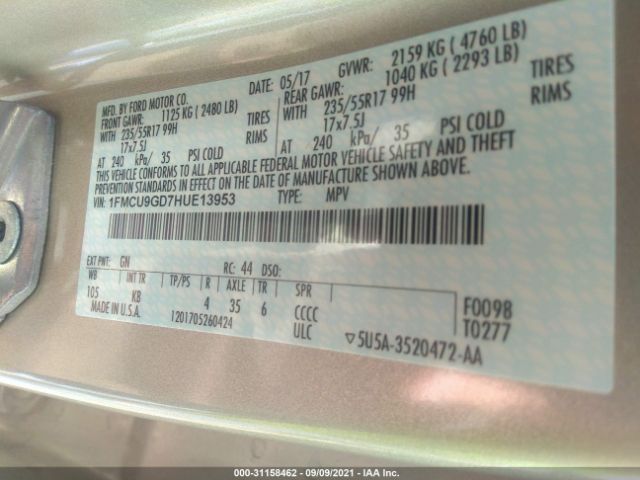 MFD. BY FORD MOTOR CO.
DATE: 05/17 GVWR: 2159 KG ( 4760 LB)
FRONT GAWR: 1125 KG ( 2480 LB)
REAR GAWR: 1040 KG ( 2293 LB)
WITH 235/55R17 99H TIRES
WITH 235/55R17 99H TIRES
17x7.5J RIMS
17x7.5J RIMS
AT 240 kPa/ 35 PSI COLD
AT 240 kPa/ 35 PSI COLD
THIS VEHICLE CONFORMS TO ALL APPLICABLE FEDERAL MOTOR VEHICLE SAFETY AND THEFT
PREVENTION STANDARDS IN EFFECT ON THE DATE OF MANUFACTURE SHOWN ABOVE.
VIN: 1FMCU9GD7HUE13953 TYPE: MPV
EXT PNT: GN RC: 44 DSO:
WB INT TR TP/PS R AXLE TR SPR
105 KB 4 35 6 CCCC F0098
MADE IN U.S.A. 1201705260424 ULC T0277
▽5U5A-3520472-AA
000-31158462 - 09/09/2021 - IAA Inc.